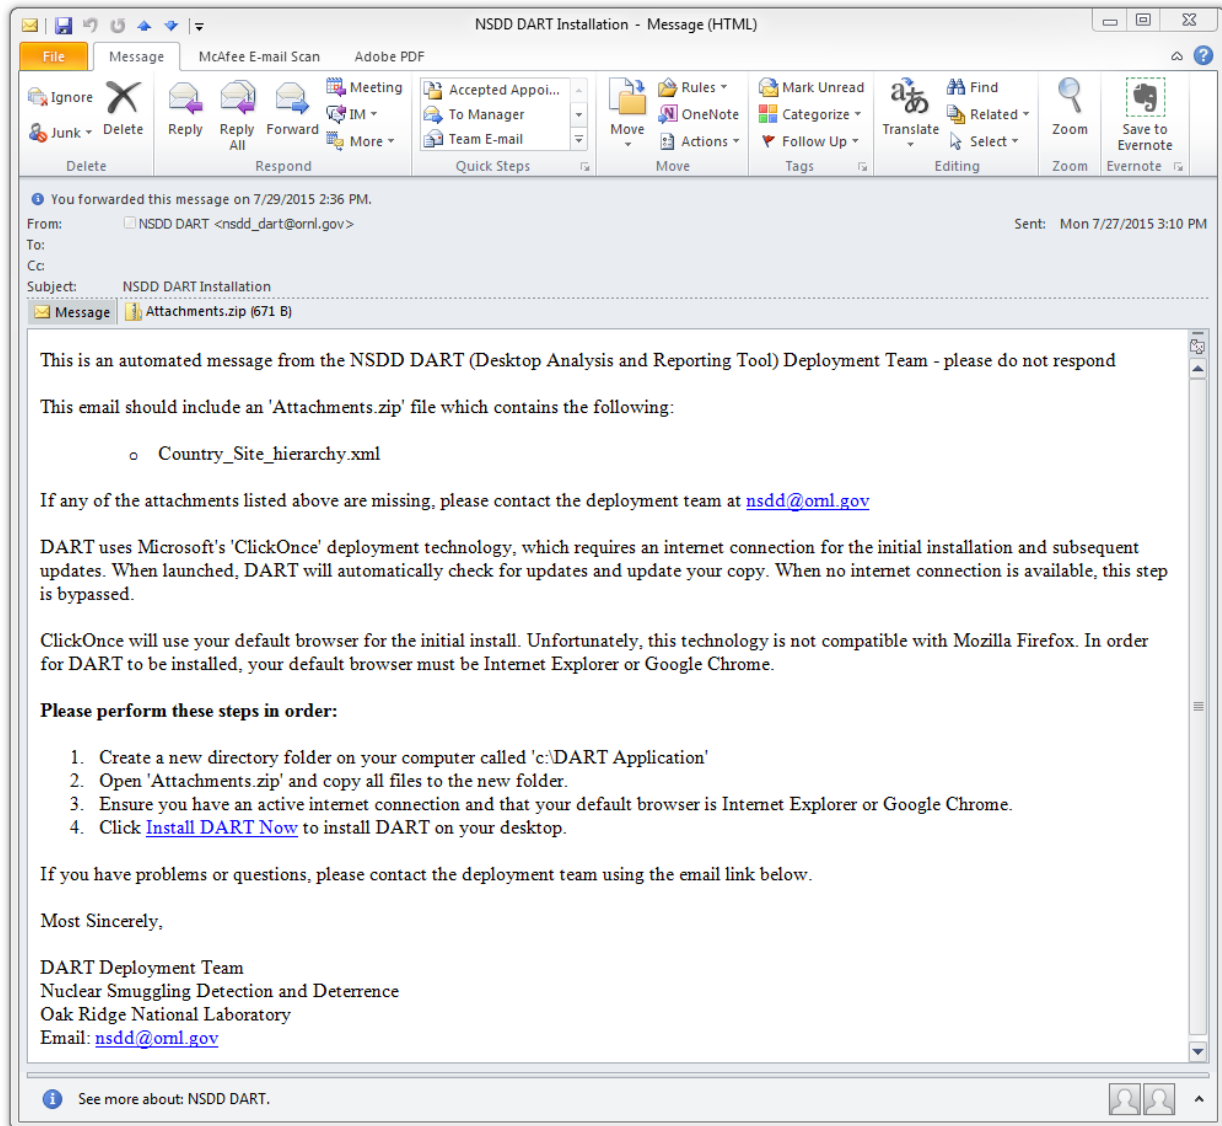 NSDD DART Installation - Message (HTML)
File Message McAfee E-mail Scan Adobe PDF
Ignore
Junk
Delete
Delete
Reply
Reply All
Forward
Meeting
IM
More
Respond
Accepted Appoi...
To Manager
Team E-mail
Quick Steps
Move
Rules
OneNote
Actions
Move
Mark Unread
Categorize
Follow Up
Tags
Translate
Find
Related
Select
Editing
Zoom
Zoom
Save to Evernote
Evernote
You forwarded this message on 7/29/2015 2:36 PM.
From: NSDD DART <nsdd_dart@ornl.gov> Sent: Mon 7/27/2015 3:10 PM
To:
Cc:
Subject: NSDD DART Installation
Message Attachments.zip (671 B)
This is an automated message from the NSDD DART (Desktop Analysis and Reporting Tool) Deployment Team - please do not respond
This email should include an 'Attachments.zip' file which contains the following:
o Country_Site_hierarchy.xml
If any of the attachments listed above are missing, please contact the deployment team at nsdd@ornl.gov
DART uses Microsoft's 'ClickOnce' deployment technology, which requires an internet connection for the initial installation and subsequent
updates. When launched, DART will automatically check for updates and update your copy. When no internet connection is available, this step
is bypassed.
ClickOnce will use your default browser for the initial install. Unfortunately, this technology is not compatible with Mozilla Firefox. In order
for DART to be installed, your default browser must be Internet Explorer or Google Chrome.
Please perform these steps in order:
1. Create a new directory folder on your computer called 'c:\DART Application'
2. Open 'Attachments.zip' and copy all files to the new folder.
3. Ensure you have an active internet connection and that your default browser is Internet Explorer or Google Chrome.
4. Click Install DART Now to install DART on your desktop.
If you have problems or questions, please contact the deployment team using the email link below.
Most Sincerely,
DART Deployment Team
Nuclear Smuggling Detection and Deterrence
Oak Ridge National Laboratory
Email: nsdd@ornl.gov
See more about: NSDD DART.